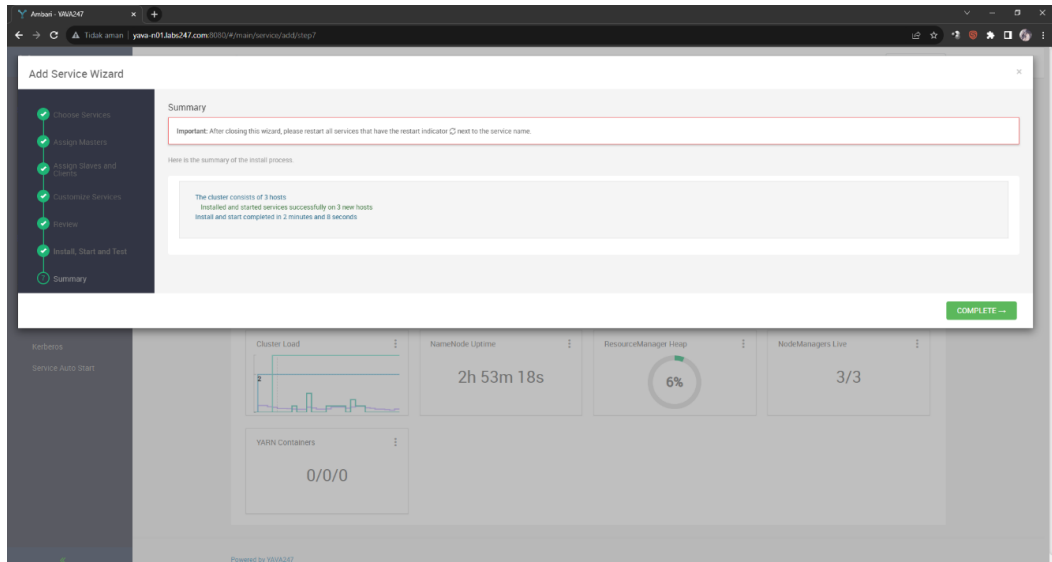 Ambari - YAVA247
Tidak aman | yava-n01.labs247.com:8080/#/main/service/add/step7
Add Service Wizard
Choose Services
Assign Masters
Assign Slaves and
Clients
Customize Services
Review
Install, Start and Test
7 Summary
Summary
Important: After closing this wizard, please restart all services that have the restart indicator next to the service name.
Here is the summary of the install process.
The cluster consists of 3 hosts
Installed and started services successfully on 3 new hosts
Install and start completed in 2 minutes and 8 seconds
COMPLETE →
Kerberos
Service Auto Start
Cluster Load
2
NameNode Uptime
2h 53m 18s
ResourceManager Heap
6%
NodeManagers Live
3/3
YARN Containers
0/0/0
Powered by YAVA247